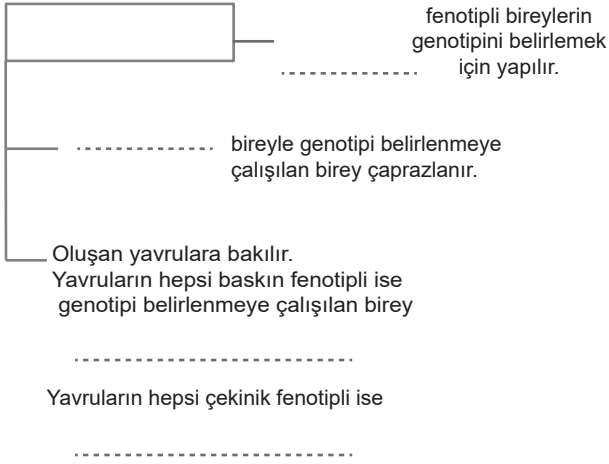 fenotipli bireylerin
genotipini belirlemek
için yapılır.
bireyle genotipi belirlenmeye
çalışılan birey çaprazlanır.
Oluşan yavrulara bakılır.
Yavruların hepsi baskın fenotipli ise
genotipi belirlenmeye çalışılan birey
Yavruların hepsi çekinik fenotipli ise